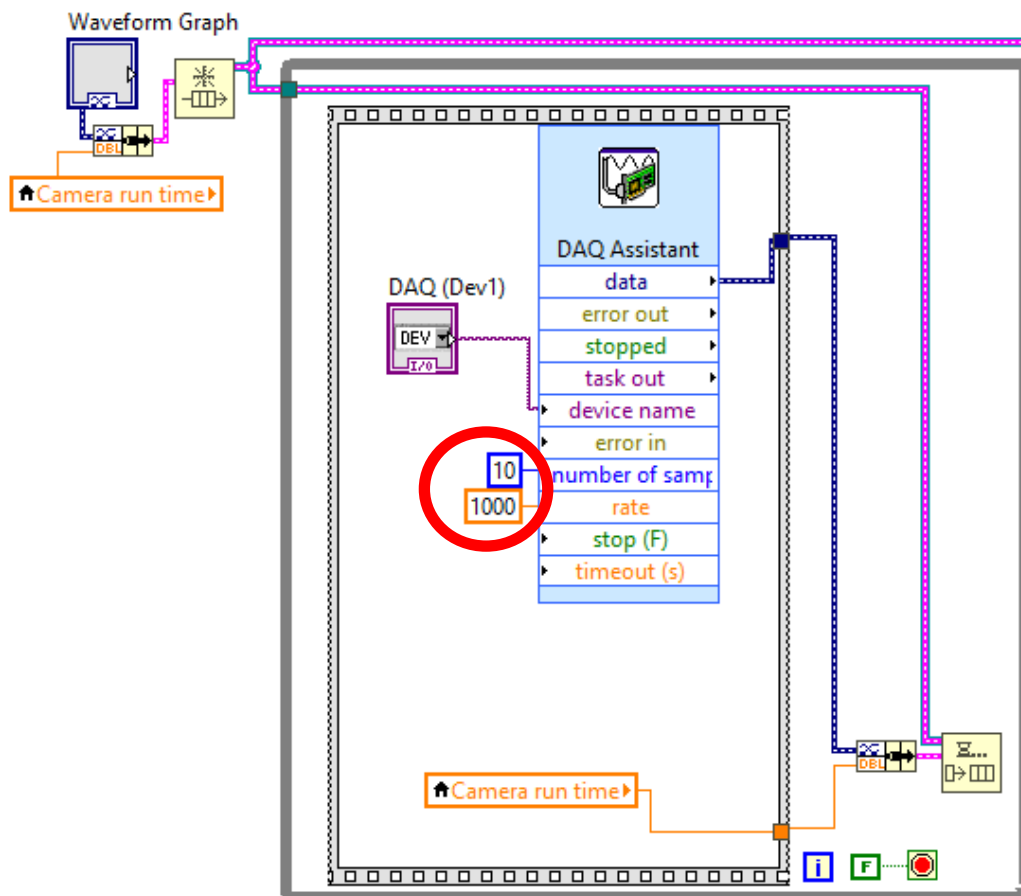 Waveform Graph
DBL
Camera run time
DAQ Assistant
data
DAQ (Dev1)
error out
DEV
stopped
I/O
task out
device name
error in
10
number of samp
1000
rate
stop (F)
timeout (s)
DBL
Camera run time
i
F